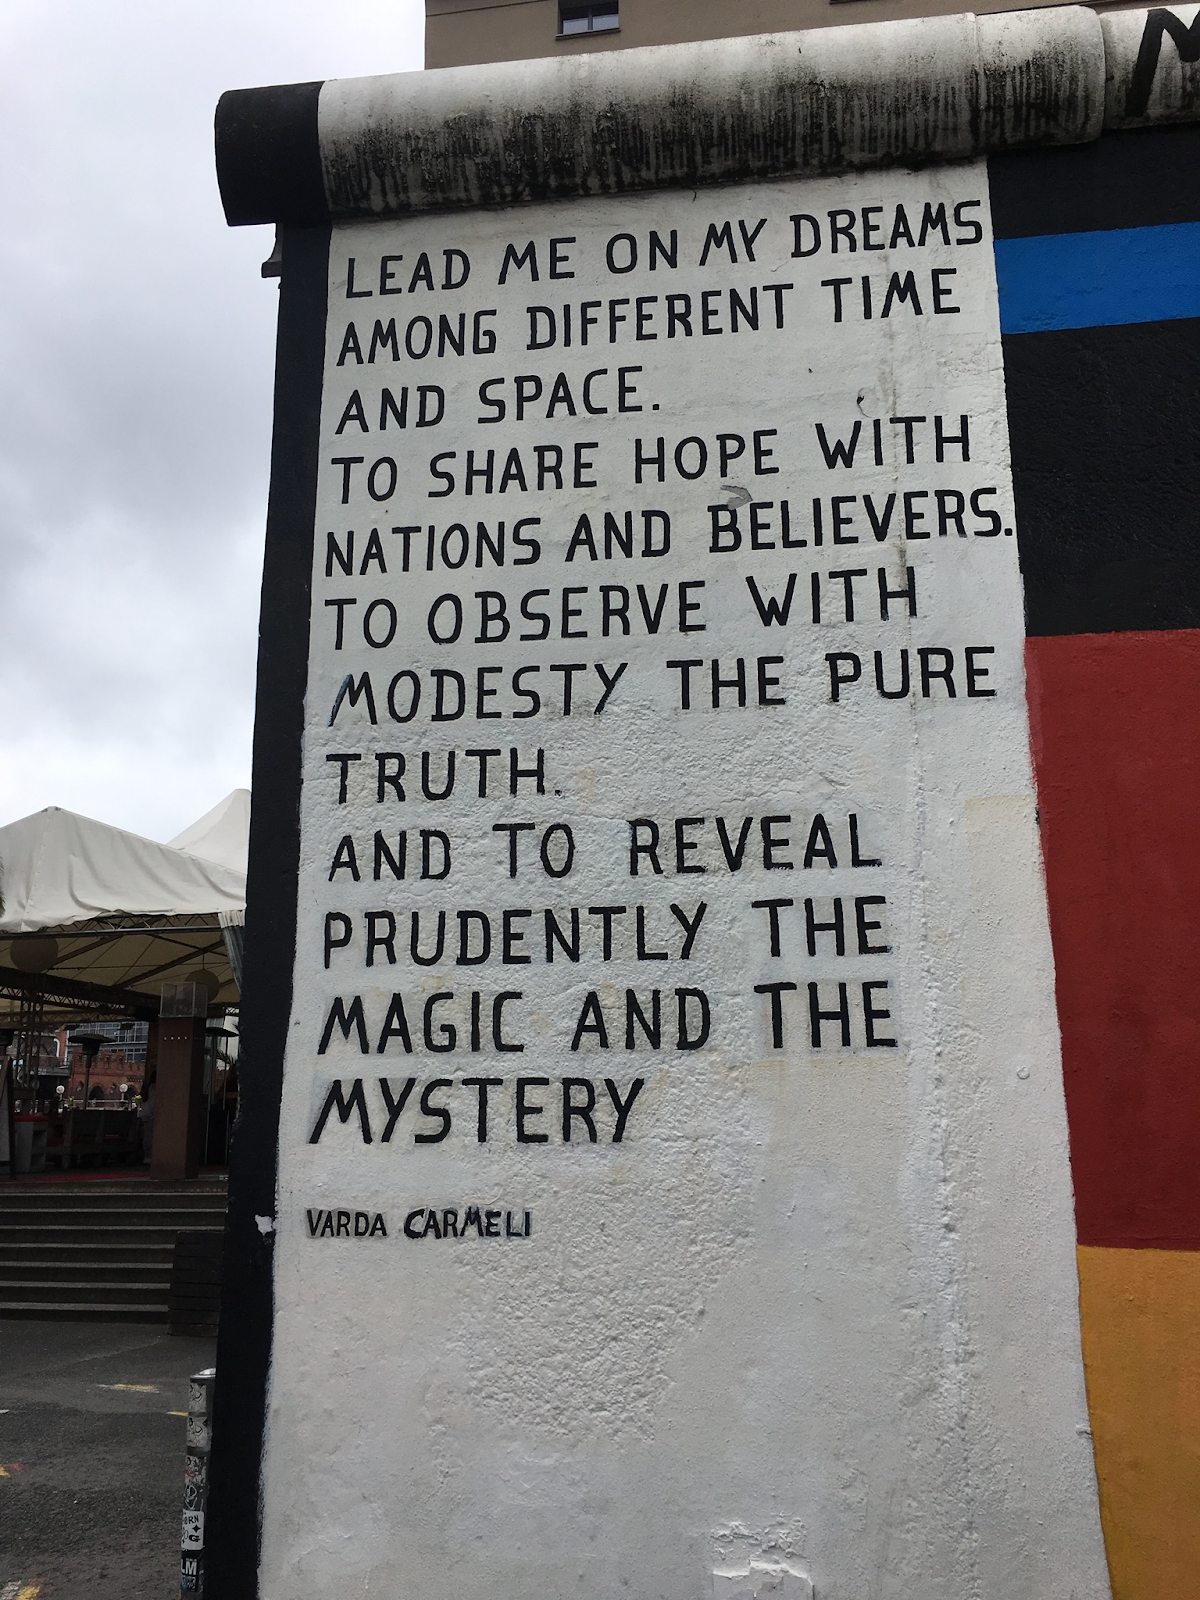 LEAD ME ON MY DREAMS
AMONG DIFFERENT TIME
AND SPACE.
TO SHARE HOPE WITH
NATIONS AND BELIEVERS.
TO OBSERVE WITH
MODESTY THE PURE
TRUTH.
AND TO REVEAL
PRUDENTLY THE
MAGIC AND THE
MYSTERY
VARDA CARMELI
M
LM